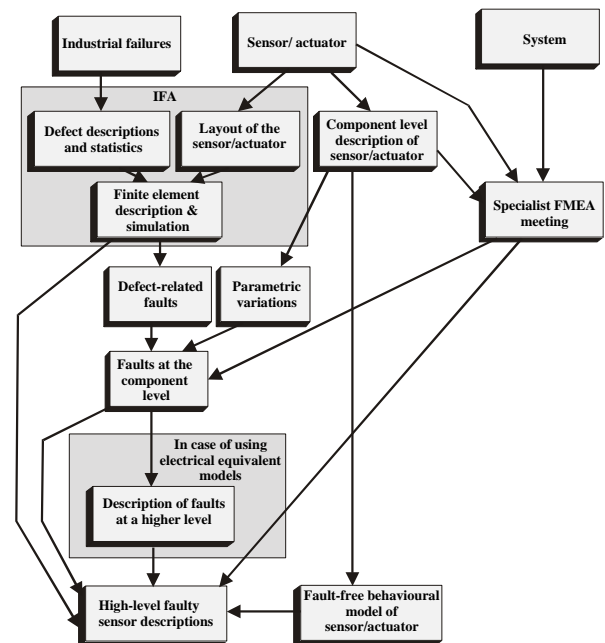 Industrial failures
Sensor/ actuator
System
IFA
Defect descriptions
and statistics
Layout of the
sensor/actuator
Component level
description of
sensor/actuator
Finite element
description &
simulation
Specialist FMEA
meeting
Defect-related
faults
Parametric
variations
Faults at the
component
level
In case of using
electrical equivalent
models
Description of faults
at a higher level
High-level faulty
sensor descriptions
Fault-free behavioural
model of
sensor/actuator